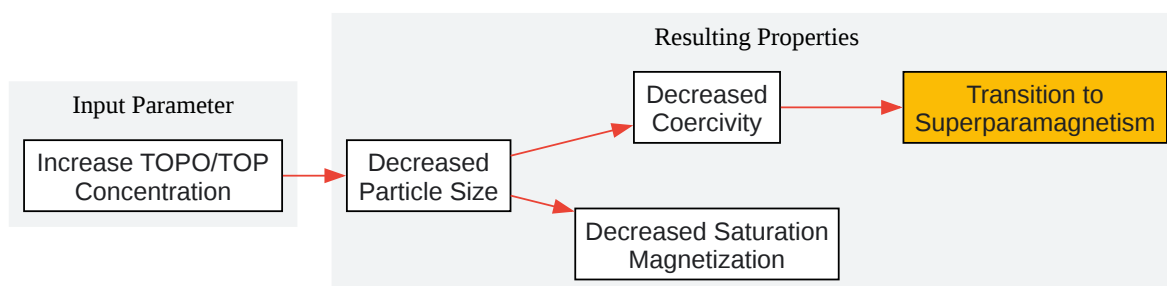 Resulting Properties
Input Parameter
Increase TOPO/TOP
Concentration
Decreased
Particle Size
Decreased
Coercivity
Transition to
Superparamagnetism
Decreased Saturation
Magnetization